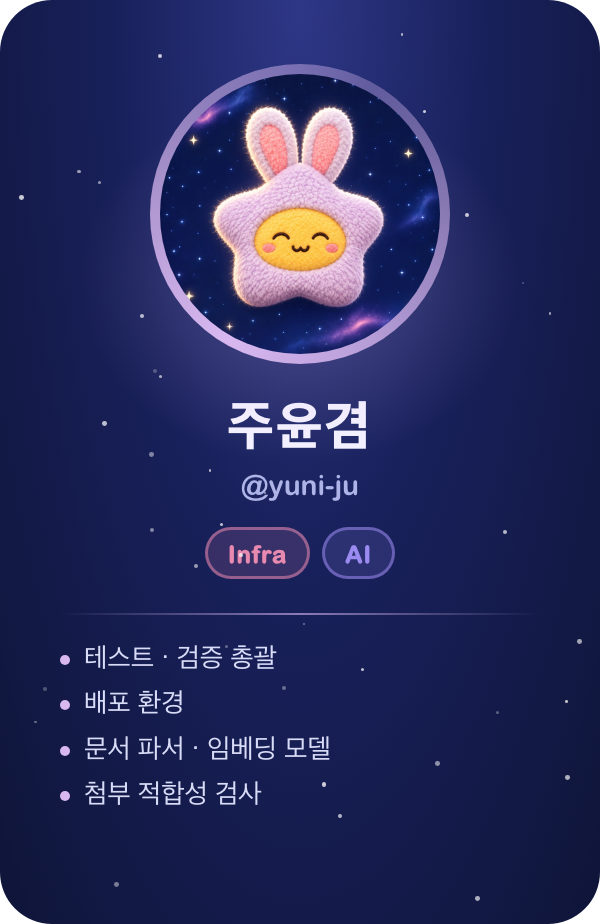 주윤겸
@yuni-ju
Infra AI
테스트 · 검증 총괄
배포 환경
문서 파서 · 임베딩 모델
첨부 적합성 검사